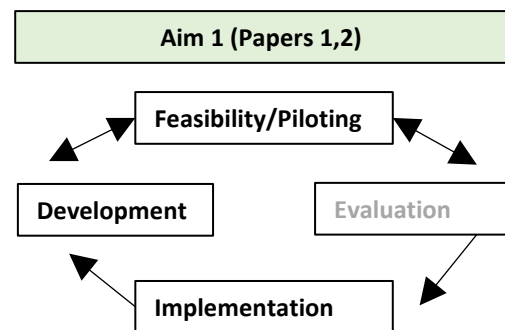 Aim 1 (Papers 1,2)
Feasibility/Piloting
Development
Evaluation
Implementation